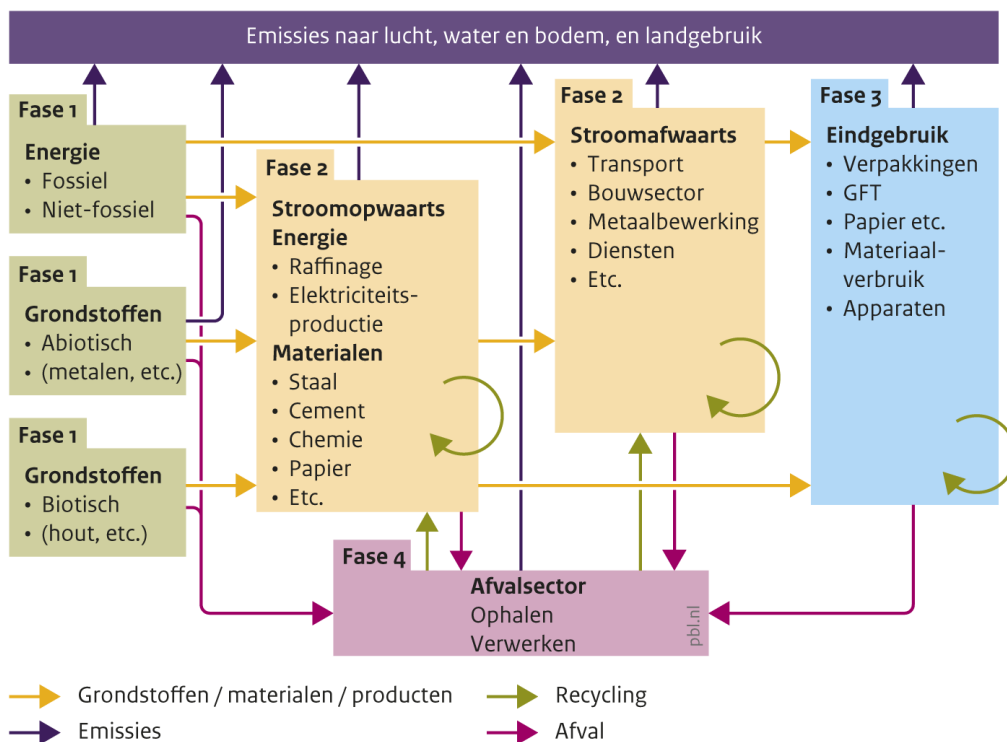 Emissies naar lucht, water en bodem, en landgebruik
Fase 1
Energie
• Fossiel
• Niet-fossiel
Fase 1
Grondstoffen
• Abiotisch
• (metalen, etc.)
Fase 1
Grondstoffen
• Biotisch
• (hout, etc.)
Fase 2
Stroomopwaarts
Energie
• Raffinage
• Elektriciteits-
productie
Materialen
• Staal
• Cement
• Chemie
• Papier
• Etc.
Fase 2
Stroomafwaarts
• Transport
• Bouwsector
• Metaalbewerking
• Diensten
• Etc.
Fase 3
Eindgebruik
• Verpakkingen
• GFT
• Papier etc.
• Materiaal-
verbruik
• Apparaten
Fase 4
Afvalsector
Ophalen
Verwerken
pbl.nl
Grondstoffen / materialen / producten
Emissies
Recycling
Afval